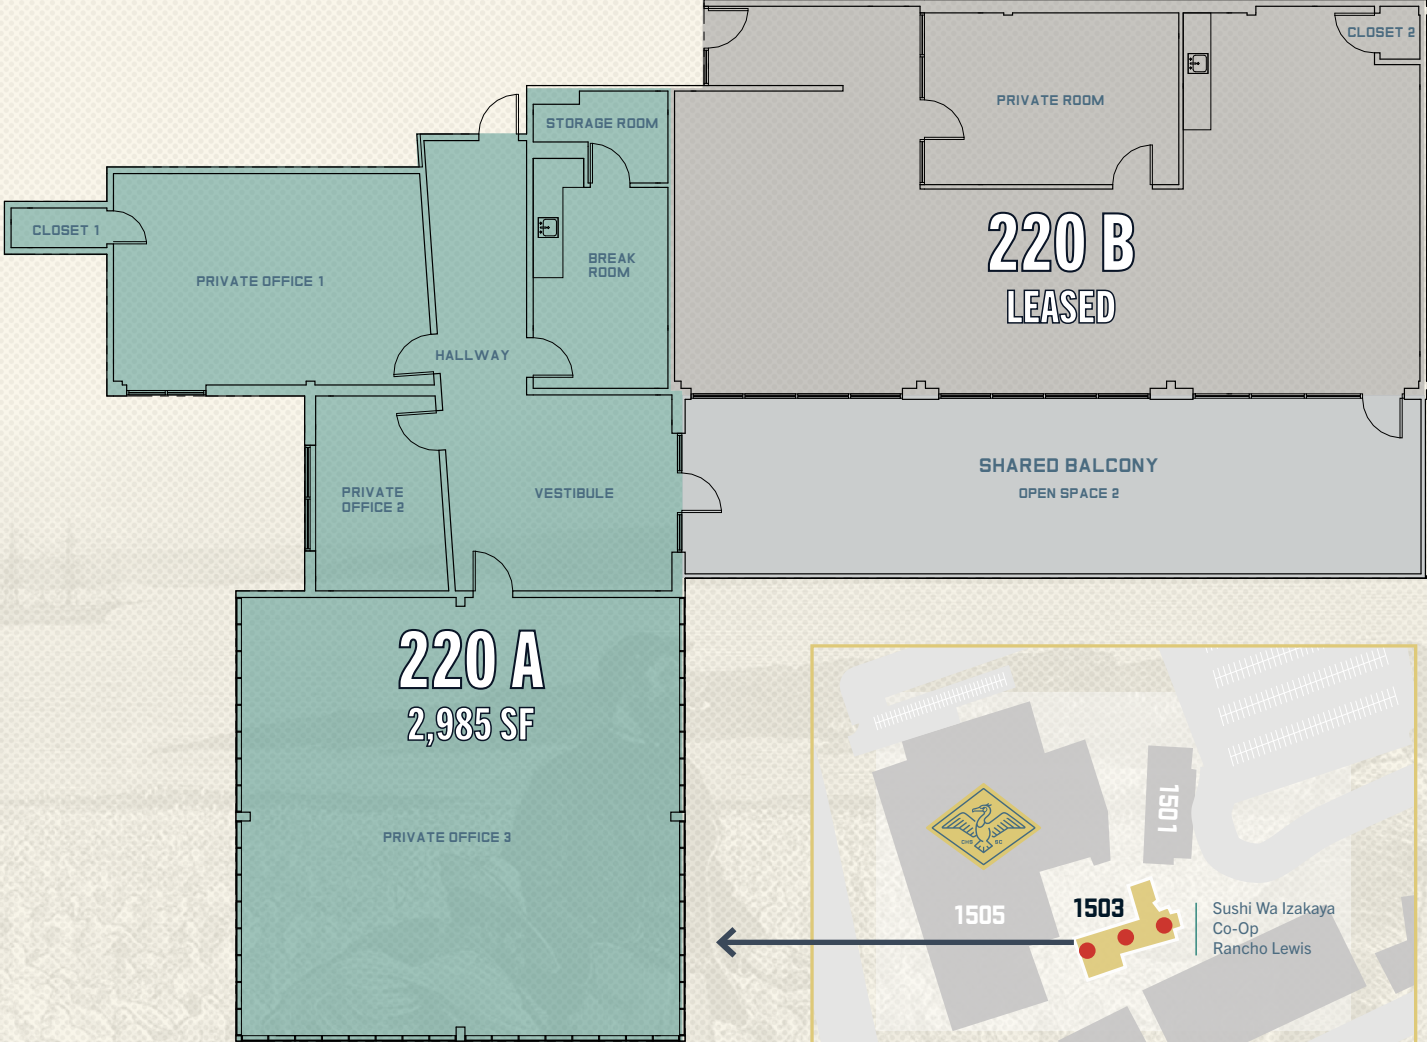 CLOSET 2
PRIVATE ROOM
STORAGE ROOM
CLOSET 1
PRIVATE OFFICE 1
BREAK
ROOM
220 B
LEASED
HALLWAY
SHARED BALCONY
OPEN SPACE 2
PRIVATE
OFFICE 2
VESTIBULE
220 A
2,985 SF
PRIVATE OFFICE 3
1501
CHS SC
1505
1503
Sushi Wa Izakaya
Co-Op
Rancho Lewis